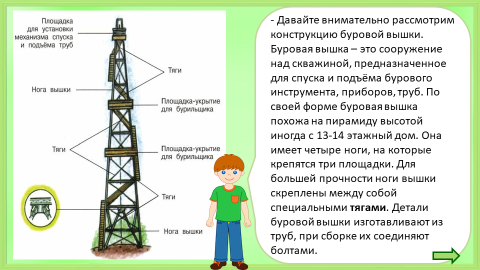 Площадка
для установки
механизма спуска
и подъёма труб
Тяги
Нога вышки
Площадка-укрытие
для бурильщика
Тяги
Площадка-укрытие
для бурильщика
Тяги
Нога вышки
- Давайте внимательно рассмотрим
конструкцию буровой вышки.
Буровая вышка – это сооружение
над скважиной, предназначенное
для спуска и подъёма бурового
инструмента, приборов, труб. По
своей форме буровая вышка
похожа на пирамиду высотой
иногда с 13-14 этажный дом. Она
имеет четыре ноги, на которые
крепятся три площадки. Для
большей прочности ноги вышки
скреплены между собой
специальными тягами. Детали
буровой вышки изготавливают из
труб, при сборке их соединяют
болтами.